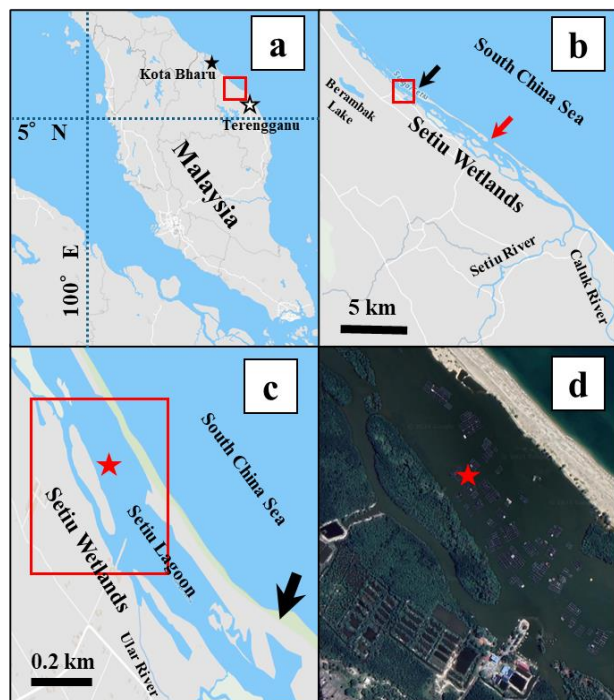 a
Kota Bharu
Terengganu
5° N
Malaysia
100° E
b
South China Sea
Berambak
Lake
Setiu Wetlands
Setiu River
Caluk River
5 km
c
South China Sea
Setiu Wetlands
Setiu Lagoon
Ular River
0.2 km
d